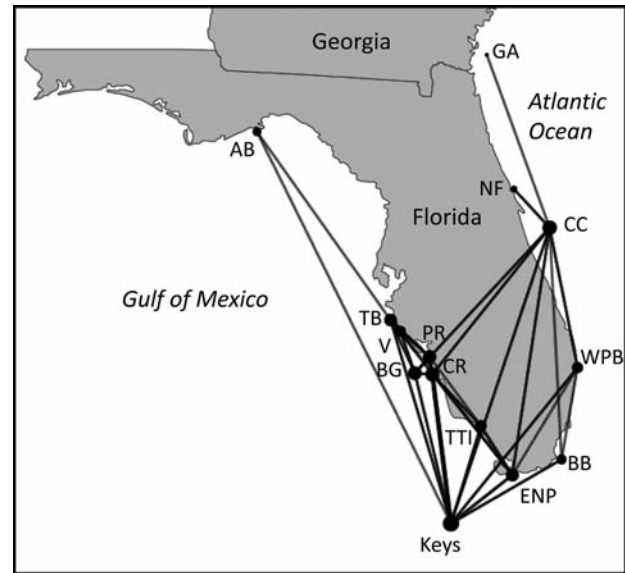 Georgia
GA
Atlantic
Ocean
AB
NF
Florida
CC
Gulf of Mexico
TB
V
PR
BG
CR
WPB
TTI
BB
ENP
Keys